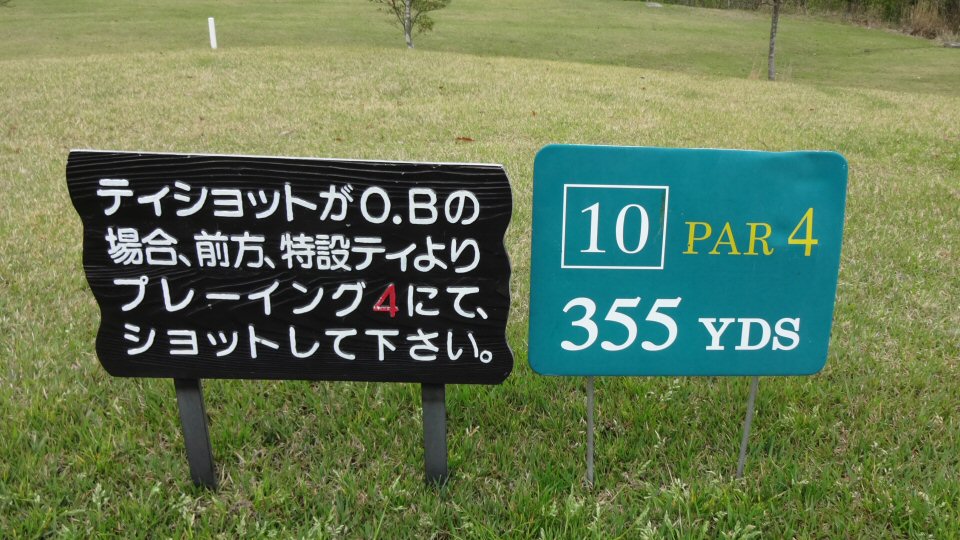 ティショットがO.Bの
場合、前方、特設ティより
プレーイング4にて、
ショットして下さい。
10 PAR 4
355 YDS